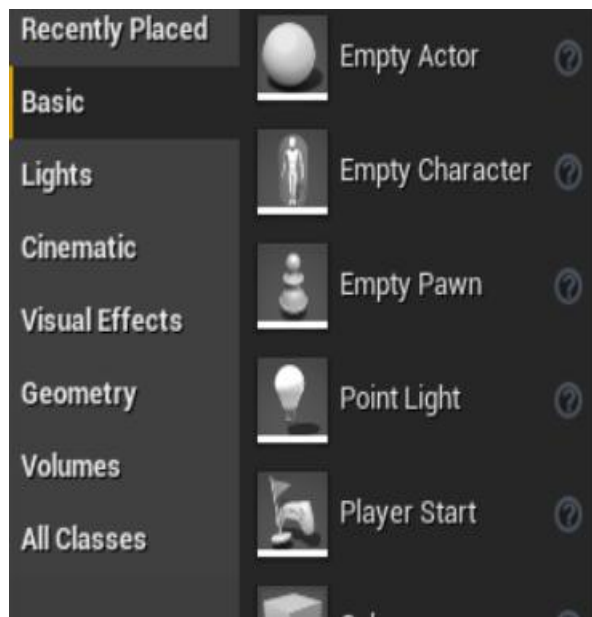 Recently Placed
Basic
Lights
Cinematic
Visual Effects
Geometry
Volumes
All Classes
Empty Actor
Empty Character
Empty Pawn
Point Light
Player Start